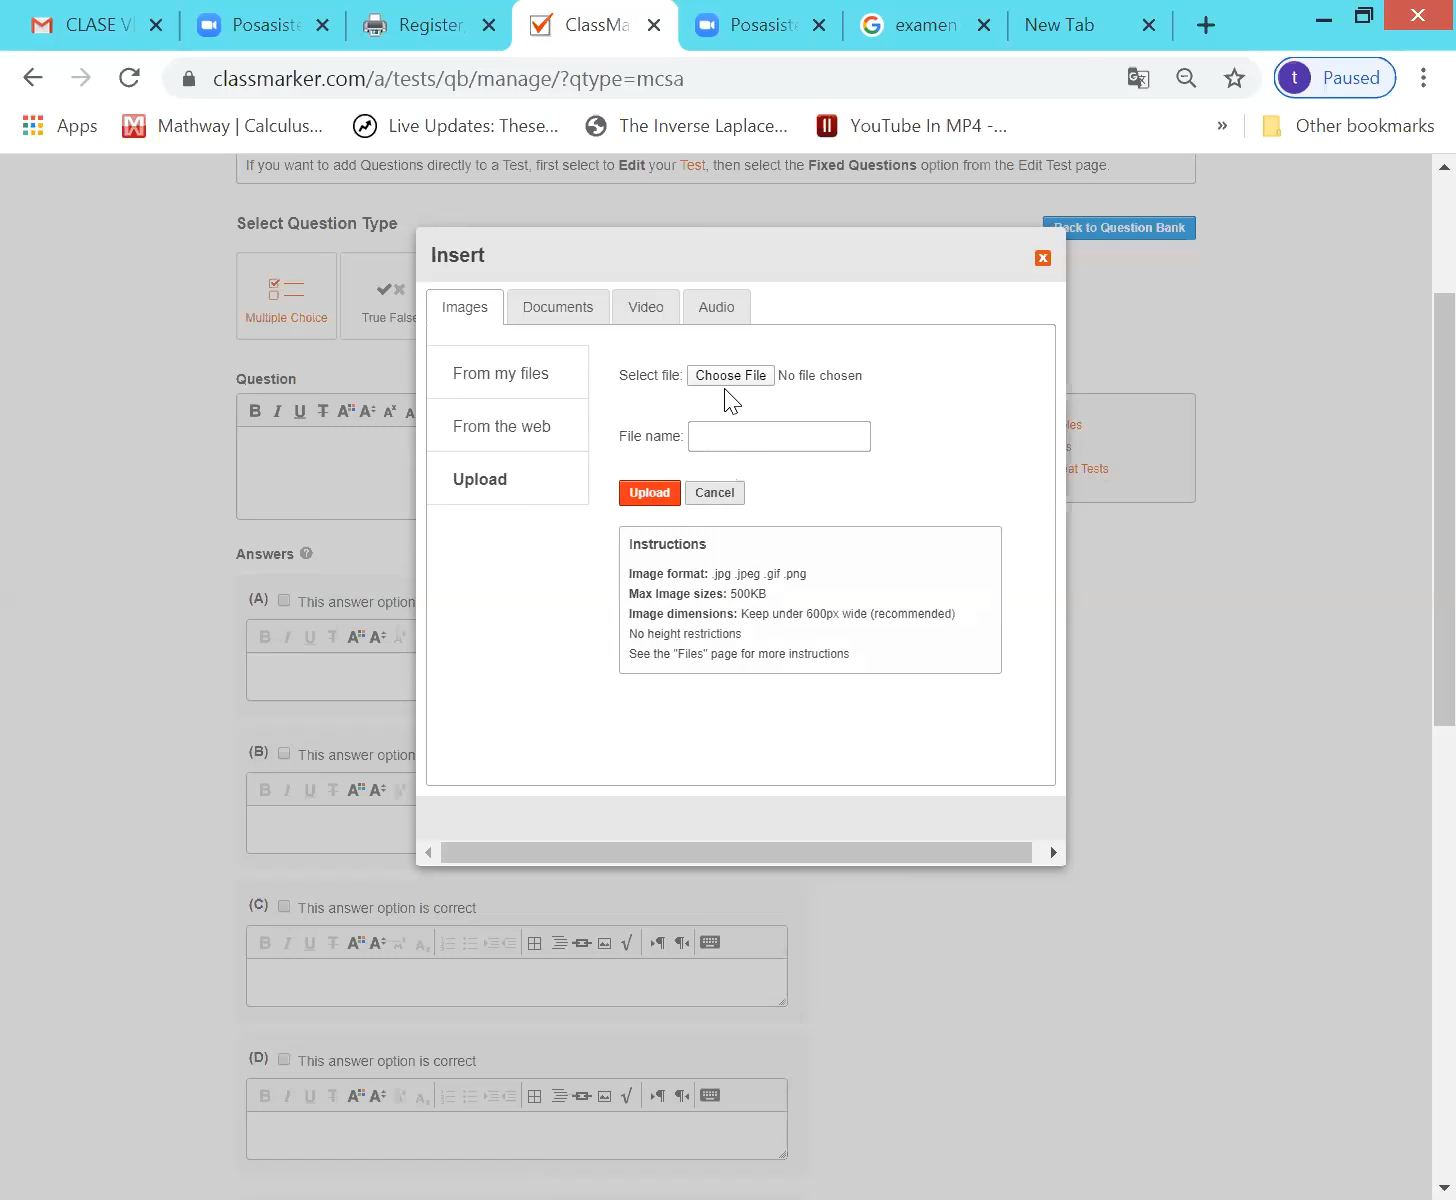 CLASE V
Posasiste
Register,
ClassMa
Posasiste
examen
New Tab
classmarker.com/a/tests/qb/manage/?qtype=mcsa
t Paused
Apps
Mathway | Calculus...
Live Updates: These...
The Inverse Laplace...
YouTube In MP4 -...
»
Other bookmarks
If you want to add Questions directly to a Test, first select to Edit your Test, then select the Fixed Questions option from the Edit Test page.
Select Question Type
Back to Question Bank
Multiple Choice
True False
Insert
Images
Documents
Video
Audio
From my files
From the web
Upload
Select file: Choose File No file chosen
File name:
Upload Cancel
Instructions
Image format: .jpg .jpeg .gif .png
Max Image sizes: 500KB
Image dimensions: Keep under 600px wide (recommended)
No height restrictions
See the "Files" page for more instructions
Question
B I U T
at Tests
Answers
(A) This answer option
B I U T
(B) This answer option
B I U T
(C) This answer option is correct
B I U T
(D) This answer option is correct
B I U T